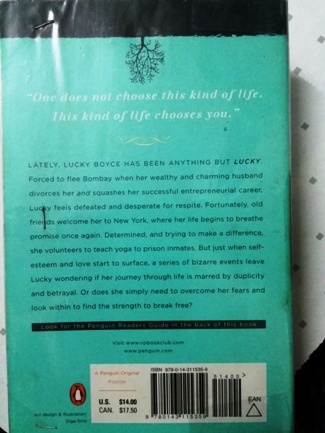 "One does not choose this kind of life.
This kind of life chooses you."
LATELY, LUCKY BOYCE HAS BEEN ANYTHING BUT LUCKY.
Forced to flee Bombay when her wealthy and charming husband
divorces her and squashes her successful entrepreneurial career,
Lucky feels defeated and desperate for respite. Fortunately, old
friends welcome her to New York, where her life begins to breathe
promise once again. Determined, and trying to make a difference,
she volunteers to teach yoga to prison inmates. But just when self-
esteem and love start to surface, a series of bizarre events leave
Lucky wondering if her journey through life is marred by duplicity
and betrayal. Or does she simply need to overcome her fears and
look within to find the strength to break free?
Look for the Penguin Readers Guide in the back of this book
Visit www.vpbookclub.com
www.penguin.com
A Penguin Original
Fiction
U.S. $14.00
CAN. $17.50
ISBN 978-0-14-311535-9
51400
9 780143 115359
EAN